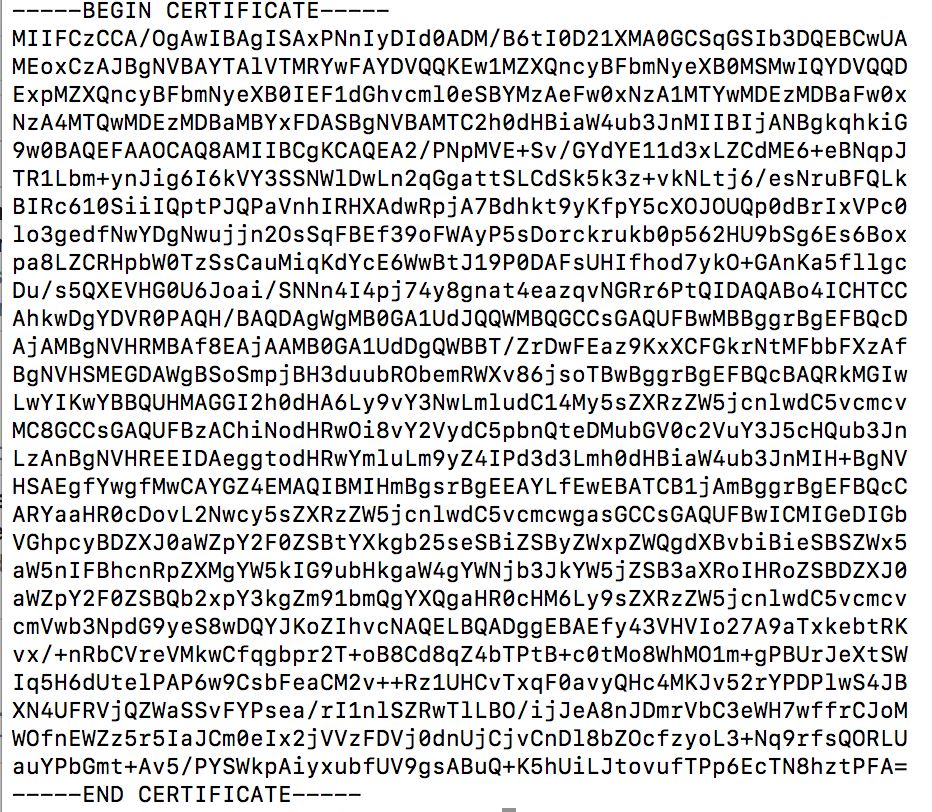 -----BEGIN CERTIFICATE-----
MIIFCzCCA/OgAwIBAgISAxPNnIyDId0ADM/B6tI0D21XMA0GCSqGSIb3DQEBCwUA
MEoxCzAJBgNVBAYTAlVTMRYwFAYDVQQKEw1MZXQncyBFbmNyeXB0MSMwIQYDVQQD
ExpMZXQncyBFbmNyeXB0IEF1dGhvcml0eSBYMzAeFw0xNzA1MTYwMDEzMDBaFw0x
NzA4MTQwMDEzMDBaMBYxFDASBgNVBAMTC2h0dHBiaW4ub3JnMIIBIjANBgkqhkiG
9w0BAQEFAAOCAQ8AMIIBCgKCAQEA2/PNpMVE+Sv/GYdYE11d3xLZCdME6+eBNqpJ
TR1Lbm+ynJig6I6kVY3SSNWlDwLn2qGgattSLCdSk5k3z+vkNLtj6/esNruBFQLk
BIRc610SiiIQptPJQPaVnhIRHXAdwRpjA7Bdhkt9yKfpY5cXOJOUQp0dBrIxVPc0
lo3gedfNwYDgNwujjn2OsSqFBEf39oFWAyP5sDorckrukb0p562HU9bSg6Es6Box
pa8LZCRHpbW0TzSsCauMiqKdYcE6WwBtJ19P0DAFsUHIfhod7ykO+GAnKa5fllgc
Du/s5QXEVHG0U6Joai/SNNn4I4pj74y8gnat4eazqvNGRr6PtQIDAQABo4ICHTCC
AhkwDgYDVR0PAQH/BAQDAgWgMB0GA1UdJQQWMBQGCCsGAQUFBwMBBggrBgEFBQcD
AjAMBgNVHRMBAf8EAjAAMB0GA1UdDgQWBBT/ZrDwFEaz9KxXCFGkrNtMFbbFXzAf
BgNVHSMEGDAWgBSoSmpjBH3duubRObemRWXv86jsoTBwBggrBgEFBQcBAQRkMGIw
LwYIKwYBBQUHMAGGI2h0dHA6Ly9vY3NwLmludC14My5sZXRzZW5jcnlwdC5vcmcv
MC8GCCsGAQUFBzAChiNodHRwOi8vY2VydC5pbnQteDMubGV0c2VuY3J5cHQub3Jn
LzAnBgNVHREEIDAeggtodHRwYmluLm9yZ4IPd3d3Lmh0dHBiaW4ub3JnMIH+BgNV
HSAEgfYwgfMwCAYGZ4EMAQIBMIHmBgsrBgEEAYLfEwEBATCB1jAmBggrBgEFBQcC
ARYaaHR0cDovL2Nwcy5sZXRzZW5jcnlwdC5vcmcwgasGCCsGAQUFBwICMIGeDIGb
VGhpcyBDZXJ0aWZpY2F0ZSBtYXkgb25seSBiZSByZWxpZWQgdXBvbiBieSBSZWx5
aW5nIFBhcnRpZXMgYW5kIG9ubHkgaW4gYWNjb3JkYW5jZSB3aXRoIHRoZSBDZXJ0
aWZpY2F0ZSBQb2xpY3kgZm91bmQgYXQgaHR0cHM6Ly9sZXRzZW5jcnlwdC5vcmcv
cmVwb3NpdG9yeS8wDQYJKoZIhvcNAQELBQADggEBAEfy43VHVIo27A9aTxkebtRK
vx/+nRbCVreVMkwCfqgbpr2T+oB8Cd8qZ4bTPtB+c0tMo8WhMO1m+gPBUrJeXtSW
Iq5H6dUtelPAP6w9CsbFeaCM2v++Rz1UHCvTxqF0avyQHc4MKJv52rYPDPlwS4JB
XN4UFRVjQZWaSSvFYPsea/rI1nlSZRwTlLBO/ijJeA8nJDmrVbC3eWH7wffrCJoM
WOfnEWZz5r5IaJCm0eIx2jVVzFDVj0dnUjCjvCnDl8bZOcfzyoL3+Nq9rfsQORLU
auYPbGmt+Av5/PYSWkpAiyxubfUV9gsABuQ+K5hUiLJtovufTPp6EcTN8hztPFA=
-----END CERTIFICATE-----